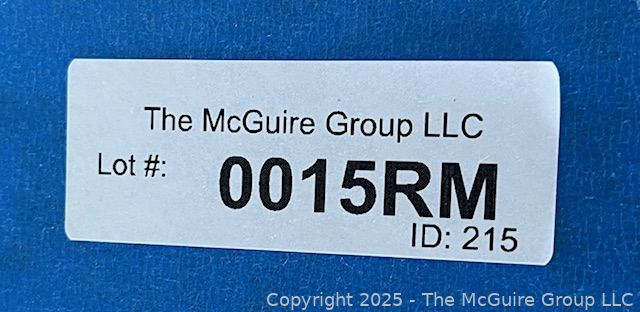 The McGuire Group LLC
Lot #: 0015RM
ID: 215
Copyright 2025 - The McGuire Group LLC